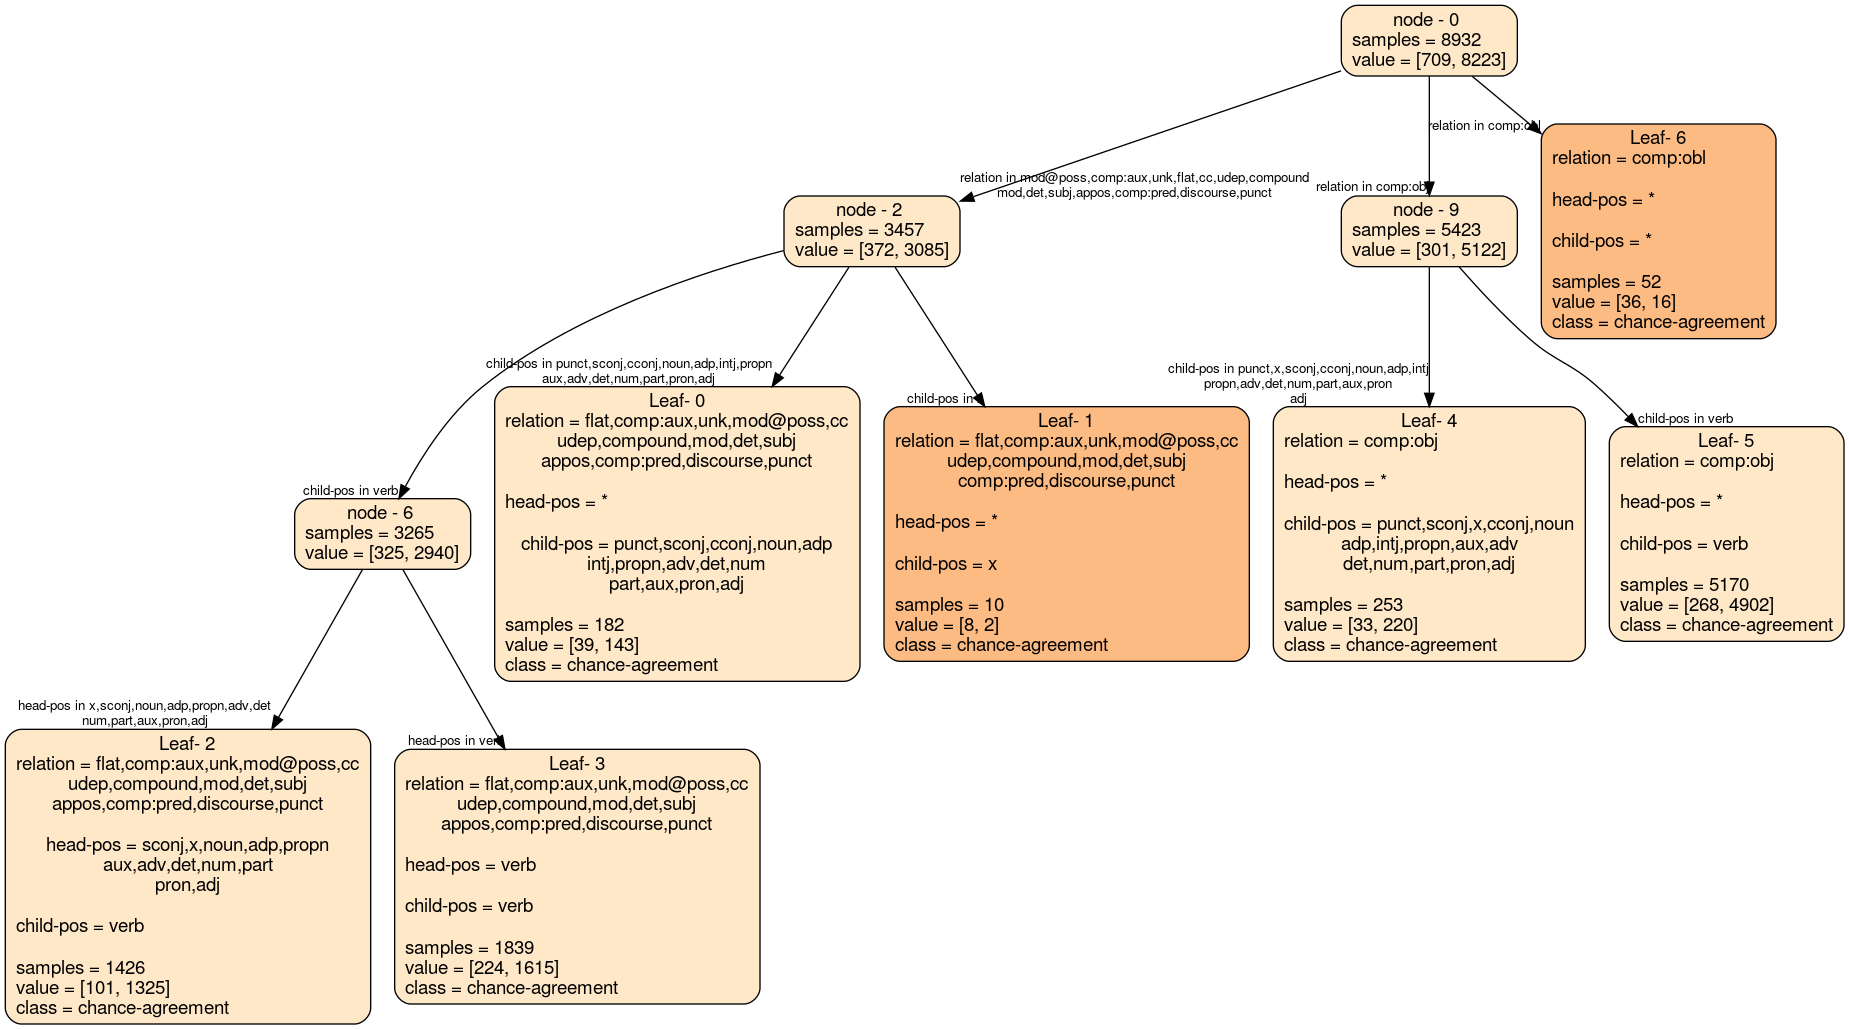 node - 0
samples = 8932
value = [709, 8223]
relation in comp:obl
Leaf- 6
relation = comp:obl
head-pos = *
child-pos = *
samples = 52
value = [36, 16]
class = chance-agreement
relation in mod@poss,comp:aux,unk,flat,cc,udep,compound
mod,det,subj,appos,comp:pred,discourse,punct
relation in comp:obj
node - 2
samples = 3457
value = [372, 3085]
node - 9
samples = 5423
value = [301, 5122]
child-pos in punct,sconj,cconj,noun,adp,intj,propn
aux,adv,det,num,part,pron,adj
Leaf- 0
relation = flat,comp:aux,unk,mod@poss,cc
udep,compound,mod,det,subj
appos,comp:pred,discourse,punct
head-pos = *
child-pos = punct,sconj,cconj,noun,adp
intj,propn,adv,det,num
part,aux,pron,adj
samples = 182
value = [39, 143]
class = chance-agreement
child-pos in
Leaf- 1
relation = flat,comp:aux,unk,mod@poss,cc
udep,compound,mod,det,subj
comp:pred,discourse,punct
head-pos = *
child-pos = x
samples = 10
value = [8, 2]
class = chance-agreement
child-pos in punct,x,sconj,cconj,noun,adp,intj
propn,adv,det,num,part,aux,pron
adj
Leaf- 4
relation = comp:obj
head-pos = *
child-pos = punct,sconj,x,cconj,noun
adp,intj,propn,aux,adv
det,num,part,pron,adj
samples = 253
value = [33, 220]
class = chance-agreement
child-pos in verb
Leaf- 5
relation = comp:obj
head-pos = *
child-pos = verb
samples = 5170
value = [268, 4902]
class = chance-agreement
child-pos in verb
node - 6
samples = 3265
value = [325, 2940]
head-pos in x,sconj,noun,adp,propn,adv,det
num,part,aux,pron,adj
Leaf- 2
relation = flat,comp:aux,unk,mod@poss,cc
udep,compound,mod,det,subj
appos,comp:pred,discourse,punct
head-pos = sconj,x,noun,adp,propn
aux,adv,det,num,part
pron,adj
child-pos = verb
samples = 1426
value = [101, 1325]
class = chance-agreement
head-pos in verb
Leaf- 3
relation = flat,comp:aux,unk,mod@poss,cc
udep,compound,mod,det,subj
appos,comp:pred,discourse,punct
head-pos = verb
child-pos = verb
samples = 1839
value = [224, 1615]
class = chance-agreement